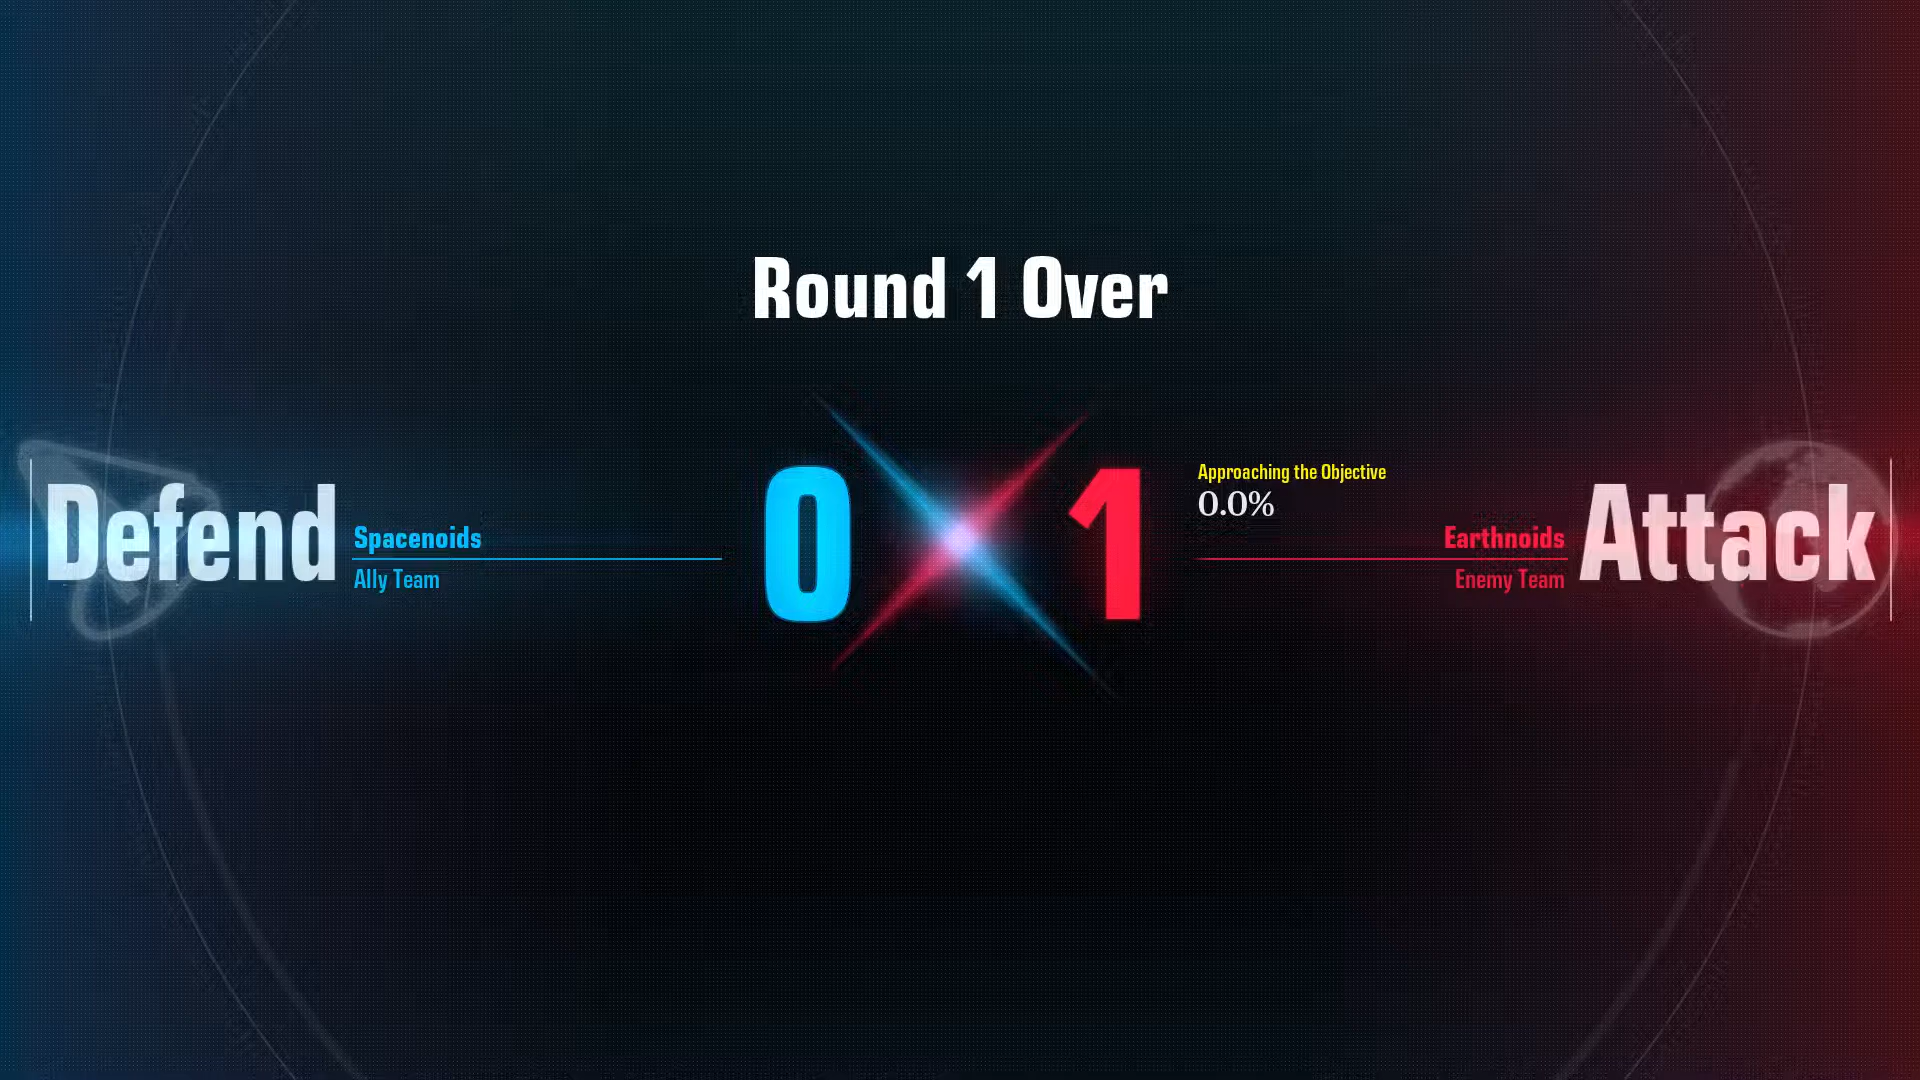 Round 1 Over
Defend
Spacenoids
Ally Team
0
1
Approaching the Objective
0.0%
Earthnoids
Enemy Team
Attack